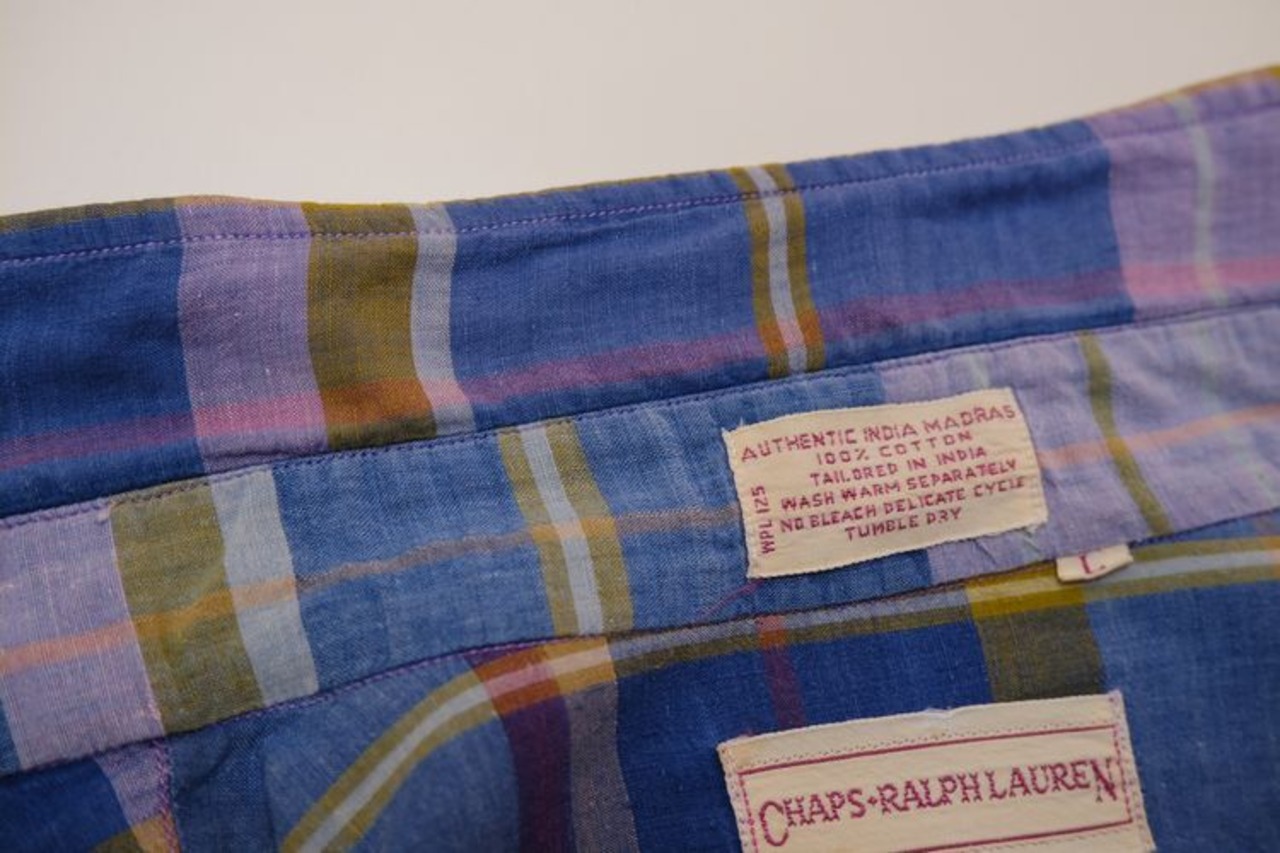 AUTHENTIC INDIA MADRAS
100% COTTON
TAILORED IN INDIA
WASH WARM SEPARATELY
NO BLEACH DELICATE CYCLE
TUMBLE DRY
WPL 125
L
CHAPS·RALPH LAUREN